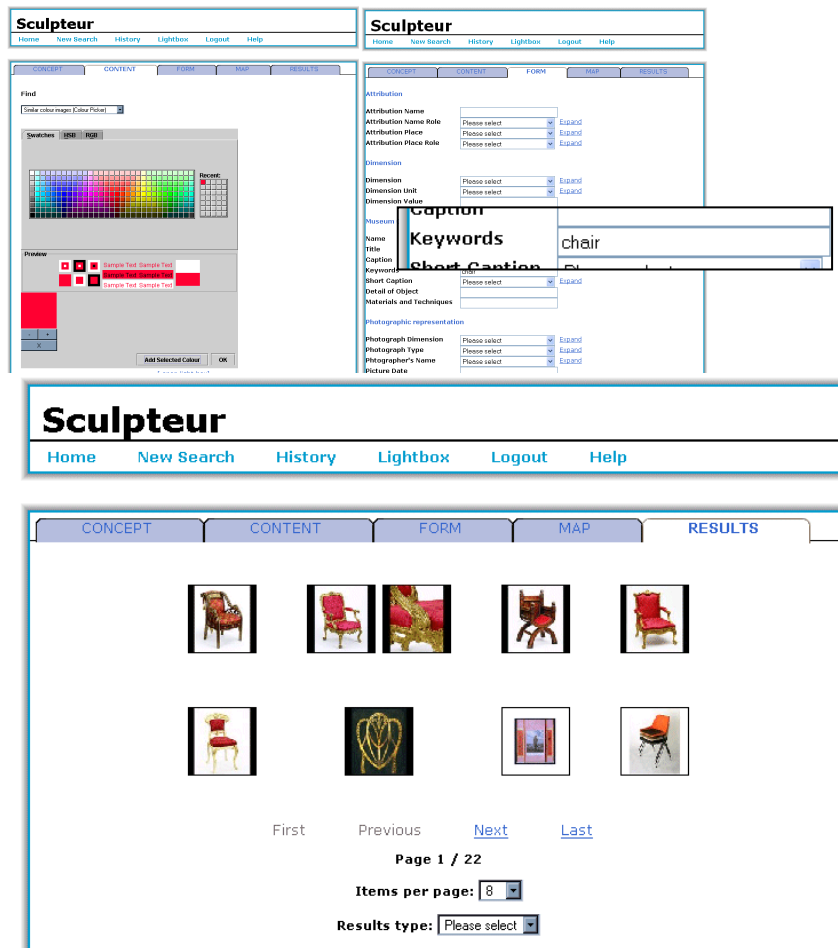 Sculpteur
Home New Search History Lightbox Logout Help
CONCEPT CONTENT FORM MAP RESULTS
Find
Similar colour images (Colour Picker)
Swatches HSB RGB
Recent:
Preview
Sample Text Sample Text
Sample Text Sample Text
Sample Text Sample Text
- +
X
Add Selected Colour OK
Sculpteur
Home New Search History Lightbox Logout Help
CONCEPT CONTENT FORM MAP RESULTS
Attribution
Attribution Name
Attribution Name Role Please select Expand
Attribution Place Please select Expand
Attribution Place Role Please select Expand
Dimension
Dimension Please select Expand
Dimension Unit Please select Expand
Dimension Value
Museum
Name
Title
Caption
Keywords chair
Short Caption Please select Expand
Detail of Object
Materials and Techniques
Caption
Keywords chair
Short Caption Please select
Photographic representation
Photograph Dimension Please select Expand
Photograph Type Please select Expand
Phtographer's Name Please select Expand
Picture Date
Sculpteur
Home New Search History Lightbox Logout Help
CONCEPT CONTENT FORM MAP RESULTS
First Previous Next Last
Page 1 / 22
Items per page: 8
Results type: Please select